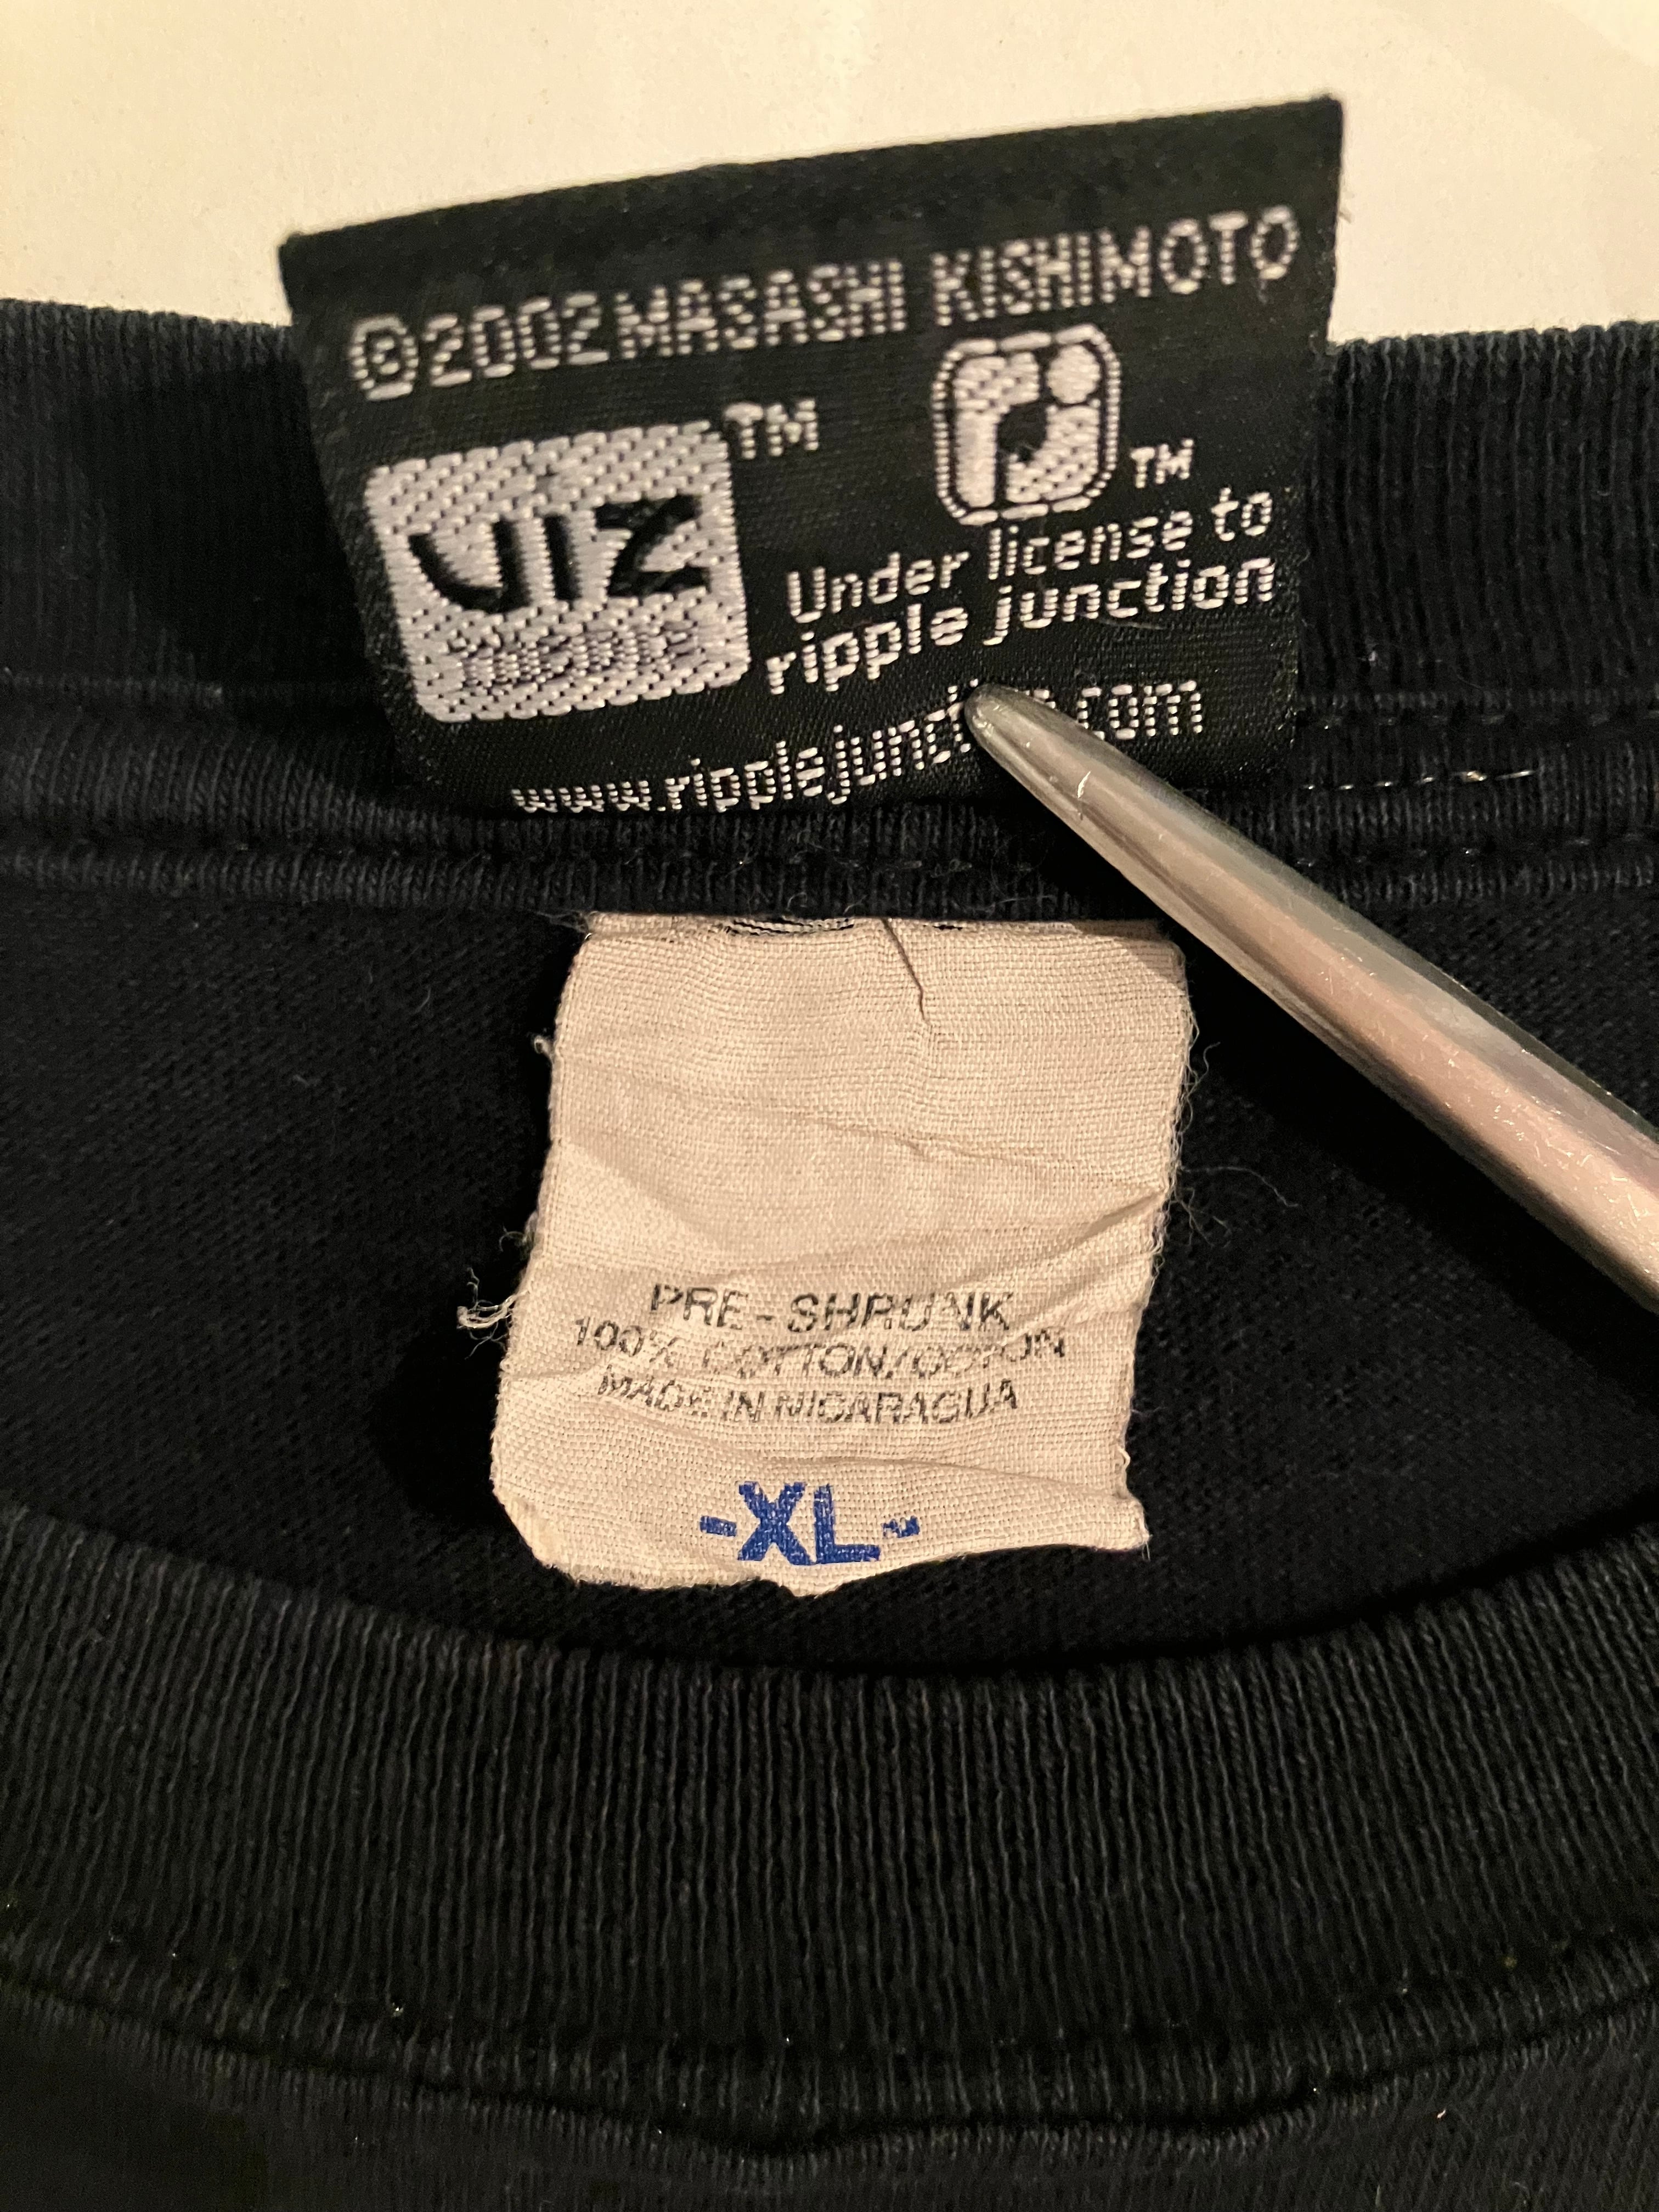 ©2002 MASASHI KISHIMOTO
VIZ TM
TM
Under license to
ripple junction
.com
PRE-SHRUNK
100% COTTON/COTON
MADE IN NICARAGUA
-XL-